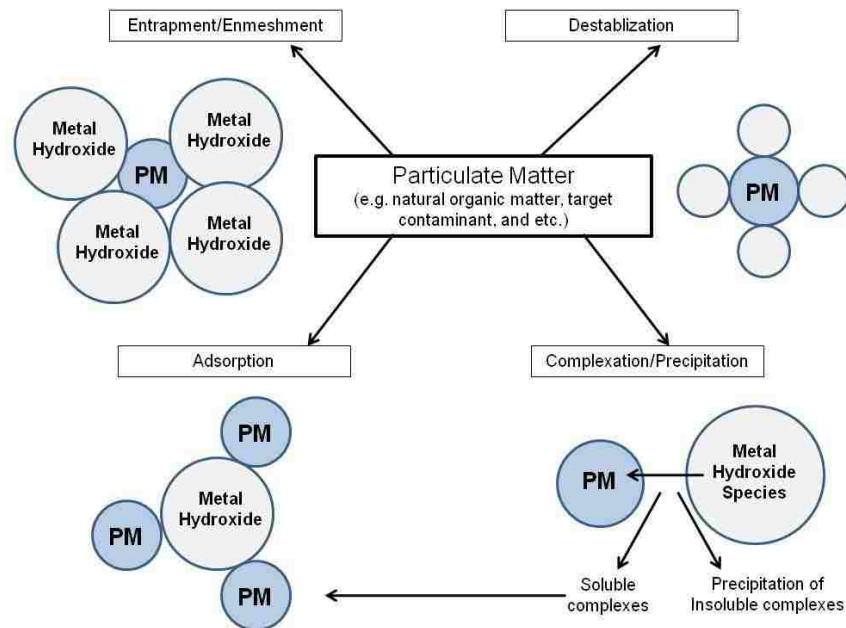 Entrapment/Enmeshment
Destablization
Metal
Hydroxide
Metal
Hydroxide
PM
Metal
Hydroxide
Metal
Hydroxide
Particulate Matter
(e.g. natural organic matter, target
contaminant, and etc.)
PM
Adsorption
Complexation/Precipitation
PM
Metal
Hydroxide
PM
PM
PM
Metal
Hydroxide
Species
Soluble
complexes
Precipitation of
Insoluble complexes